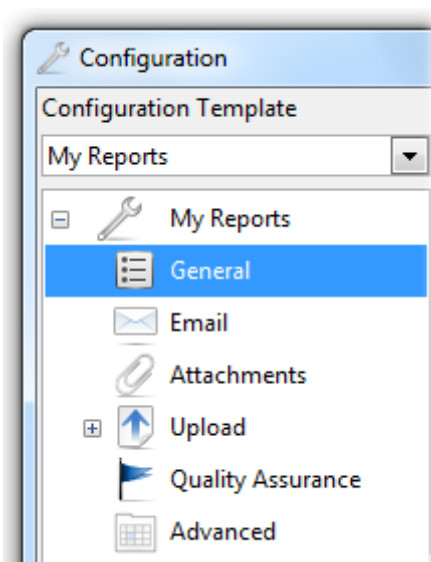 Configuration
Configuration Template
My Reports
My Reports
General
Email
Attachments
Upload
Quality Assurance
Advanced